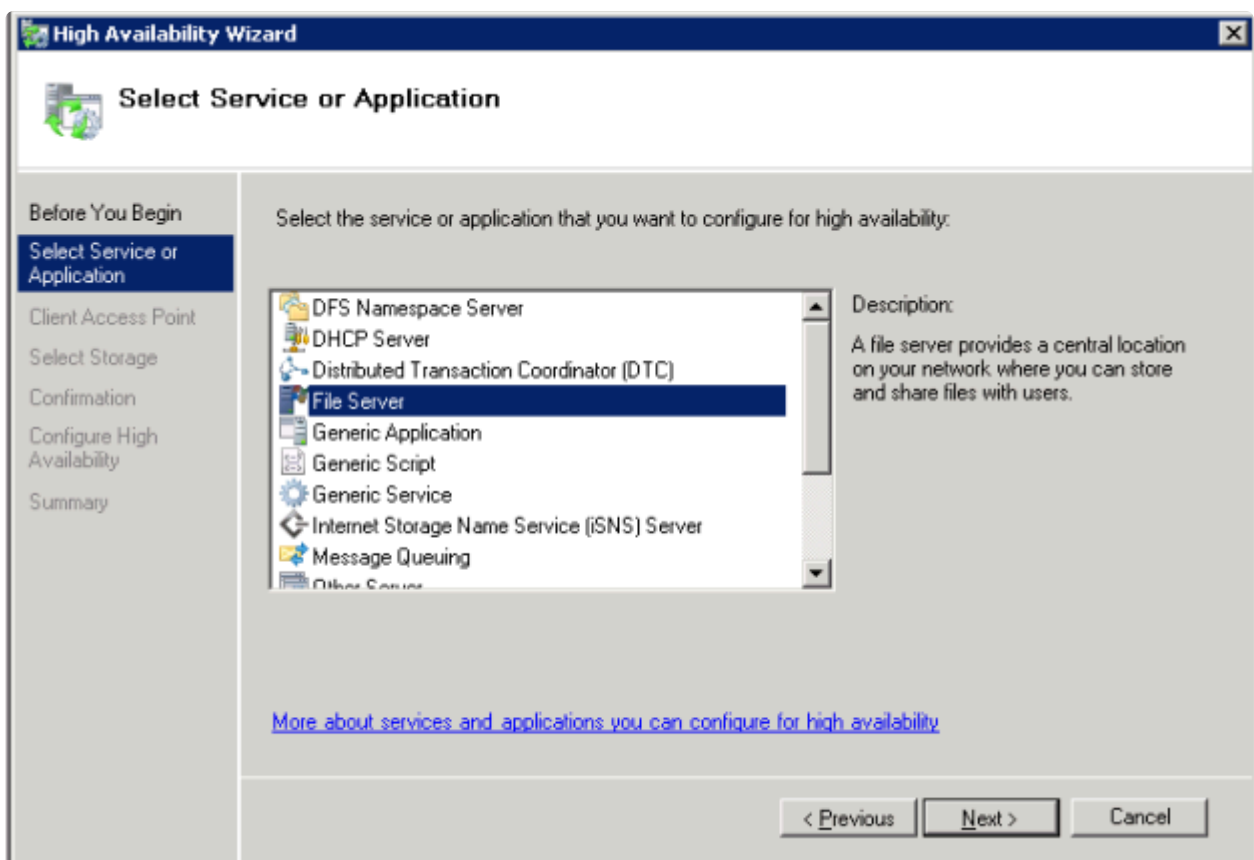 High Availability Wizard
Select Service or Application
Before You Begin
Select Service or
Application
Client Access Point
Select Storage
Confirmation
Configure High
Availability
Summary
Select the service or application that you want to configure for high availability:
DFS Namespace Server
DHCP Server
Distributed Transaction Coordinator (DTC)
File Server
Generic Application
Generic Script
Generic Service
Internet Storage Name Service (iSNS) Server
Message Queuing
Other Server
Description:
A file server provides a central location
on your network where you can store
and share files with users.
More about services and applications you can configure for high availability
< Previous
Next >
Cancel